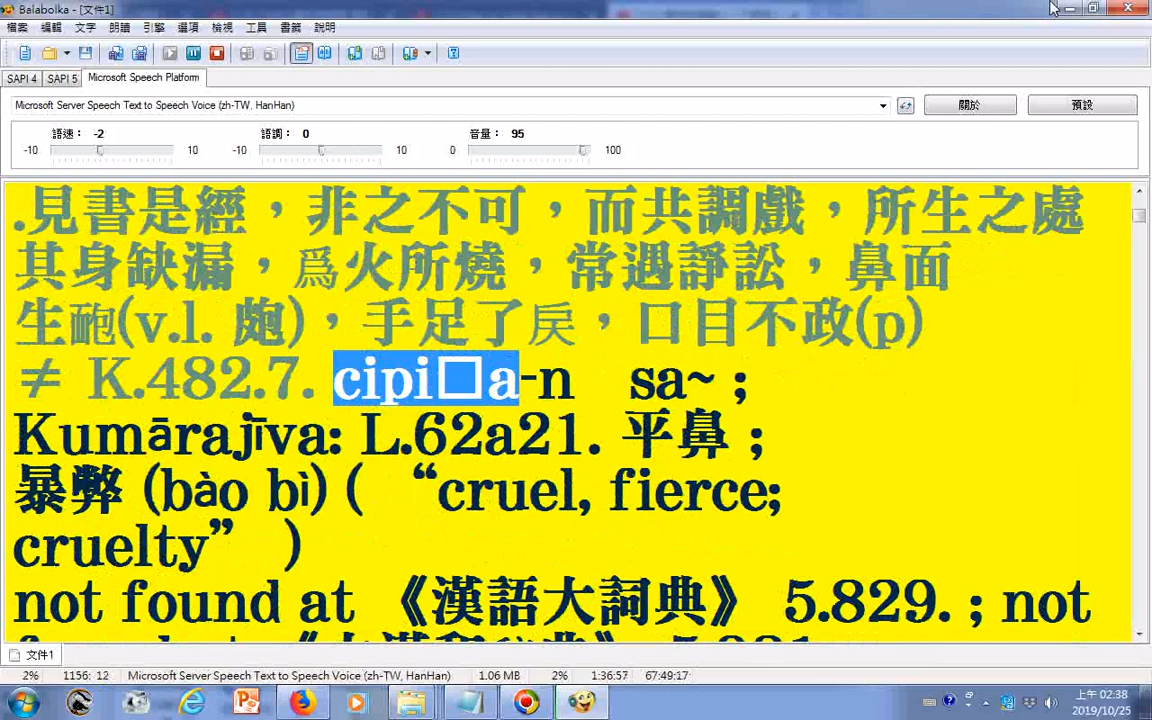 Balabolka - [文件1]
檔案 編輯 文字 朗讀 引擎 選項 檢視 工具 書籤 說明
SAPI 4 SAPI 5 Microsoft Speech Platform
Microsoft Server Speech Text to Speech Voice (zh-TW, HanHan) 關於 預設
語速： -2 語調： 0 音量： 95
-10 10 -10 10 0 100
.見書是經，非之不可，而共調戲，所生之處
其身缺漏，爲火所燒，常遇諍訟，鼻面
生䶌(v.l. 皰)，手足了戾，口目不政(p)
≠ K.482.7. cipi□a-n sa~ ;
Kumārajīva: L.62a21. 平鼻 ;
暴弊 (bào bì) ( “cruel, fierce;
cruelty” )
not found at 《漢語大詞典》 5.829. ; not
文件1
2% 1156: 12 Microsoft Server Speech Text to Speech Voice (zh-TW, HanHan) 1.06 MB 2% 1:36:57 67:49:17
上午 02:38
2019/10/25